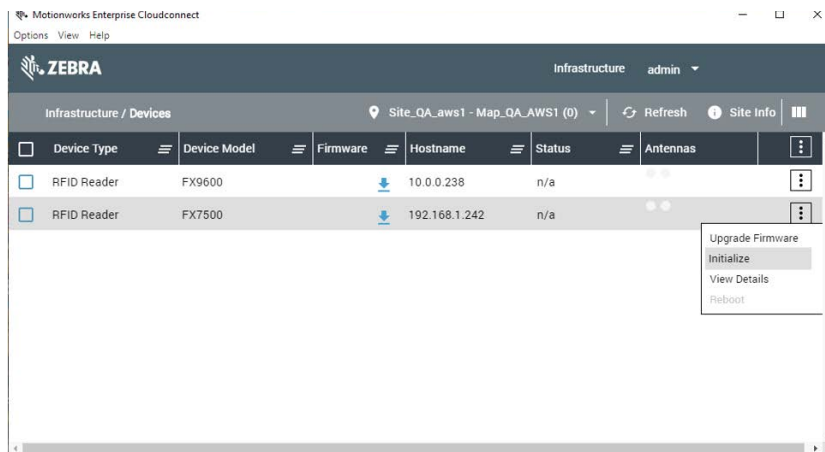 Motionworks Enterprise Cloudconnect
Options View Help
ZEBRA Infrastructure admin
Infrastructure / Devices Site_QA_aws1 - Map_QA_AWS1 (0) Refresh Site Info
Device Type Device Model Firmware Hostname Status Antennas
RFID Reader FX9600 10.0.0.238 n/a
RFID Reader FX7500 192.168.1.242 n/a
Upgrade Firmware
Initialize
View Details
Reboot